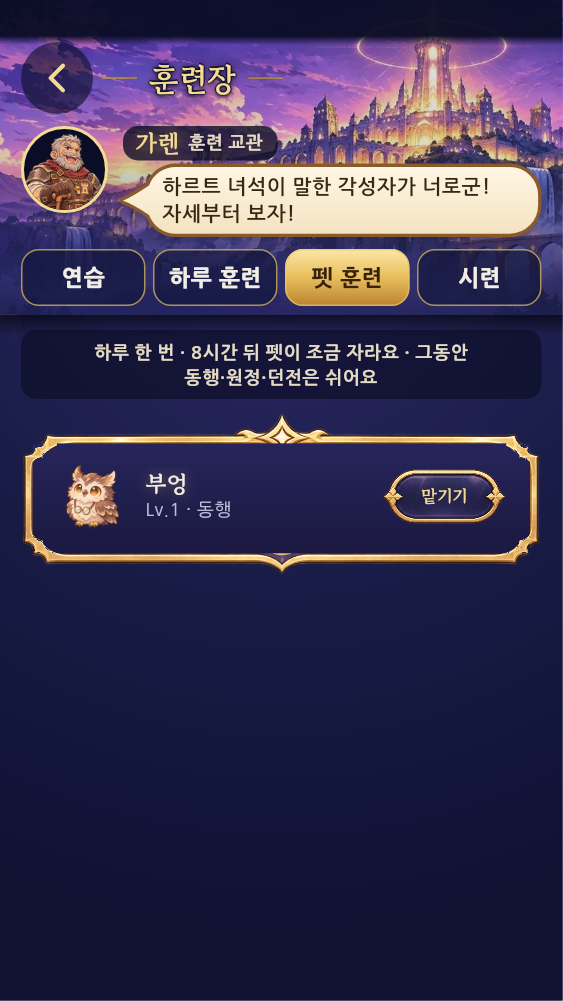 훈련장
가렌 훈련 교관
하르트 녀석이 말한 각성자가 너로군!
자세부터 보자!
연습
하루 훈련
펫 훈련
시련
하루 한 번 · 8시간 뒤 펫이 조금 자라요 · 그동안
동행·원정·던전은 쉬어요
부엉
Lv.1 · 동행
맡기기